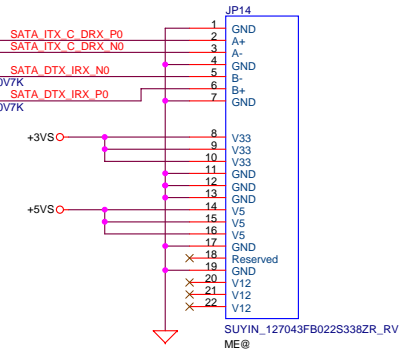 JP14
1 GND
SATA_ITX_C_DRX_P0 2 A+
SATA_ITX_C_DRX_N0 3 A-
4 GND
SATA_DTX_IRX_N0 5 B-
0V7K
SATA_DTX_IRX_P0 6 B+
0V7K
7 GND
+3VS 8 V33
9 V33
10 V33
11 GND
12 GND
13 GND
+5VS 14 V5
15 V5
16 V5
17 GND
18 Reserved
19 GND
20 V12
21 V12
22 V12
SUYIN_127043FB022S338ZR_RV
ME@